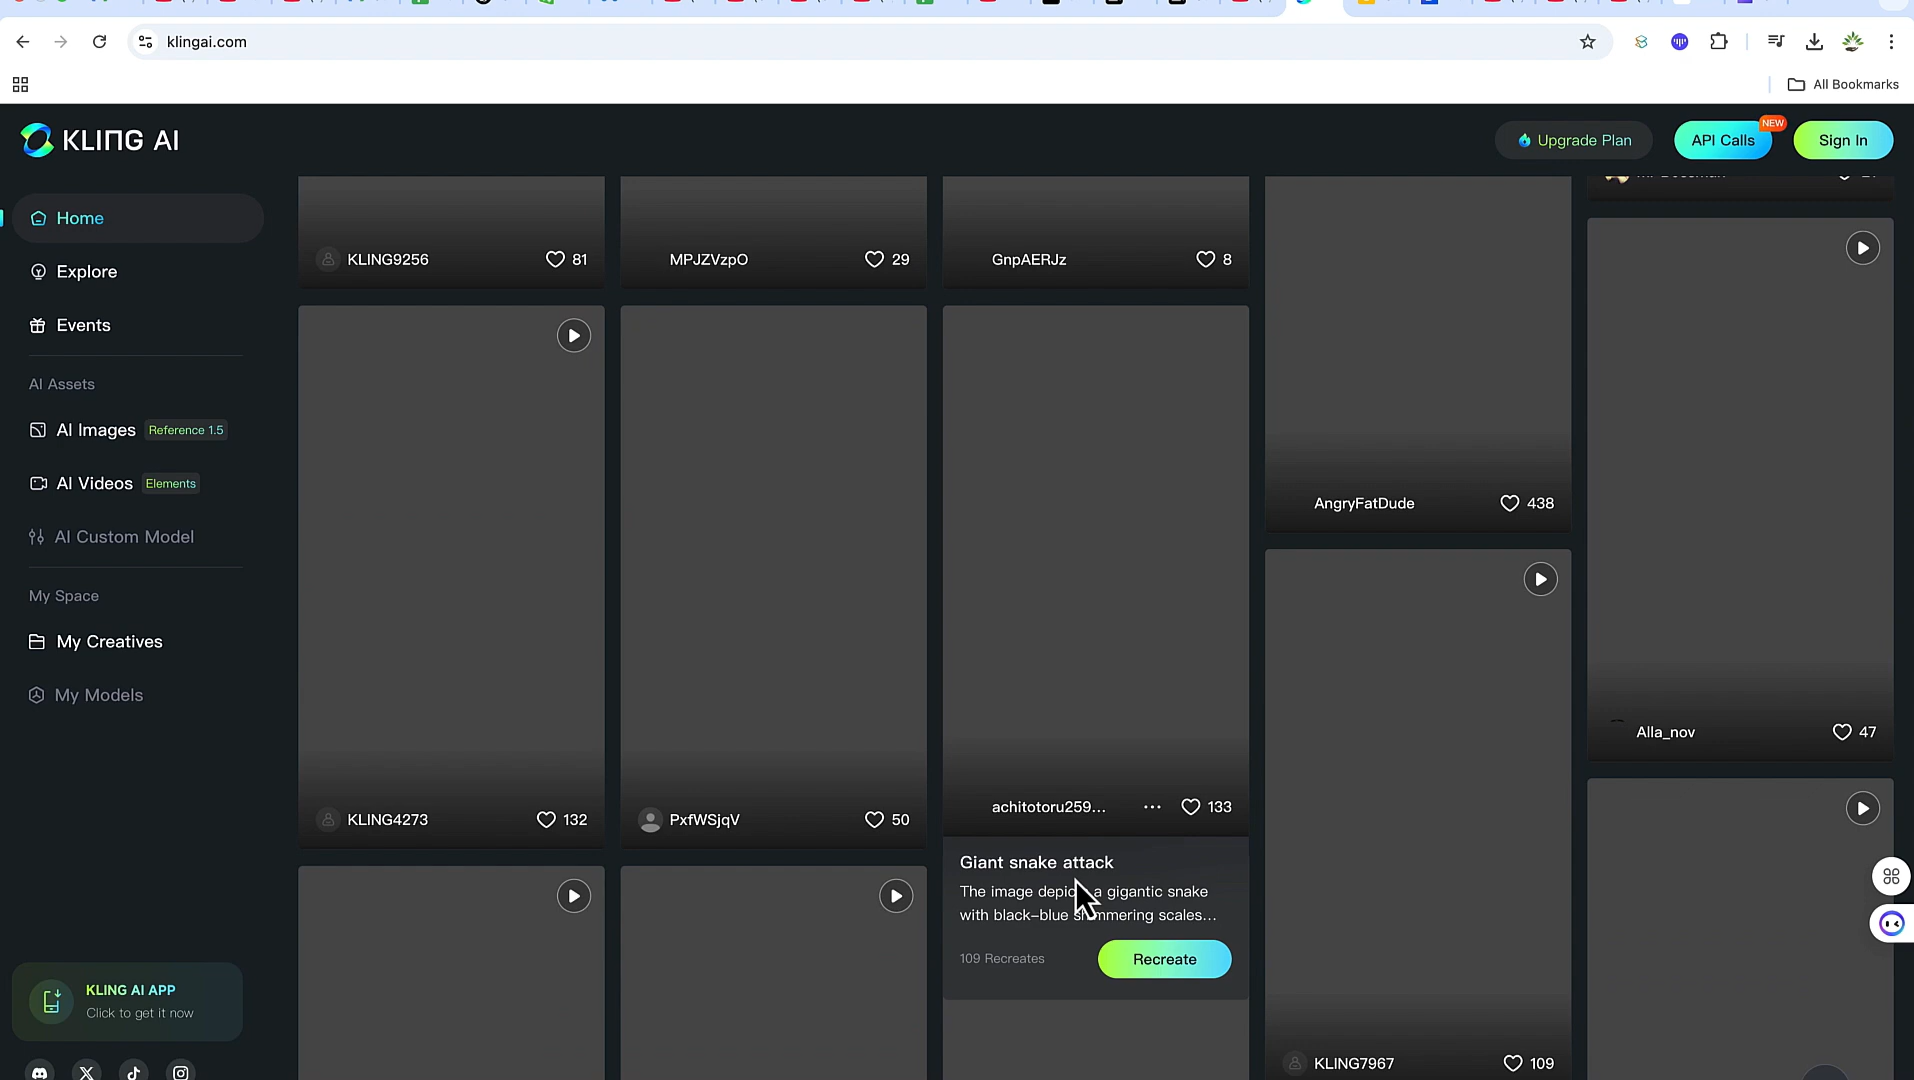 klingai.com
All Bookmarks
KLING AI
Upgrade Plan
API Calls
NEW
Sign In
Home
Explore
Events
AI Assets
AI Images Reference 1.5
AI Videos Elements
AI Custom Model
My Space
My Creatives
My Models
KLING AI APP
Click to get it now
KLING9256 81
MPJZVzpO 29
GnpAERJz 8
AngryFatDude 438
Alla_nov 47
KLING4273 132
PxfWSjqV 50
achitotoru259... ... 133
Giant snake attack
The image a gigantic snake
with black-blue shimmering scales...
109 Recreates
Recreate
KLING7967 109